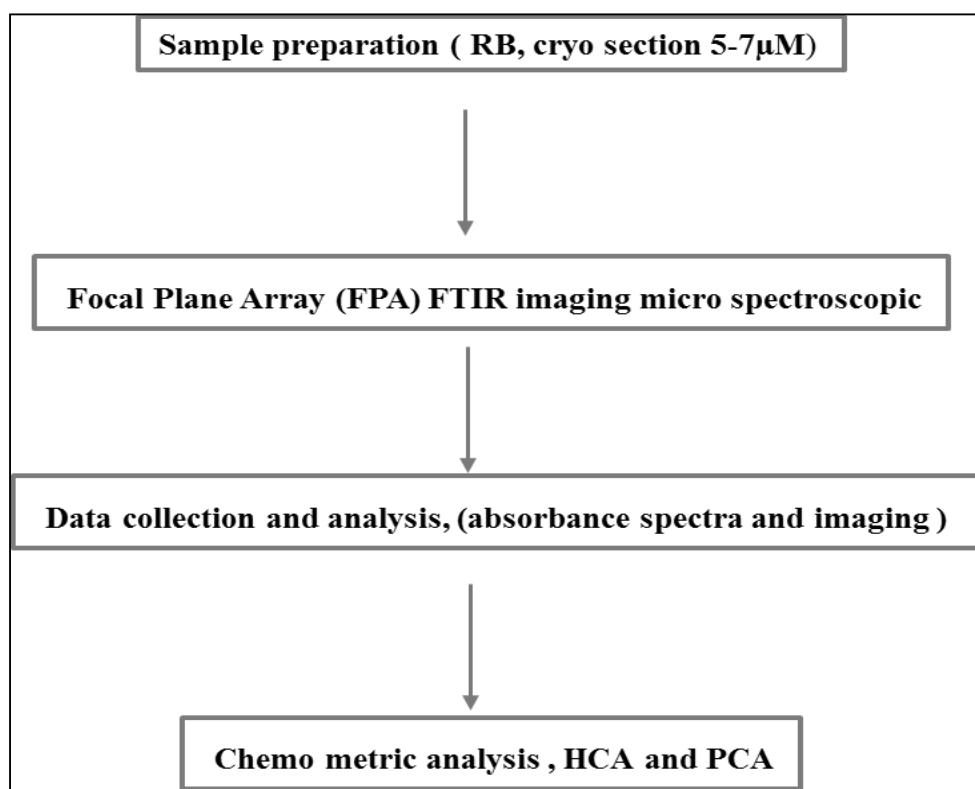 Sample preparation ( RB, cryo section 5-7µM)
Focal Plane Array (FPA) FTIR imaging micro spectroscopic
Data collection and analysis, (absorbance spectra and imaging )
Chemo metric analysis , HCA and PCA